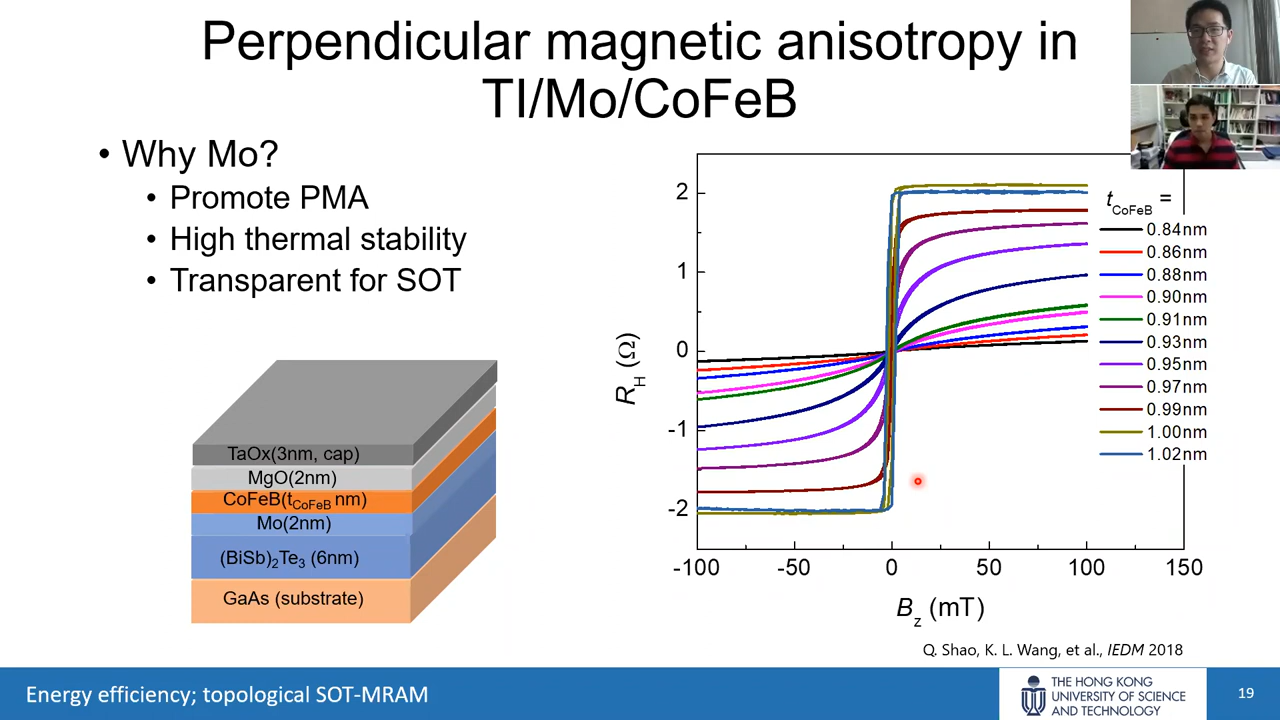 Perpendicular magnetic anisotropy in
TI/Mo/CoFeB
• Why Mo?
• Promote PMA
• High thermal stability
• Transparent for SOT
TaOx(3nm, cap)
MgO(2nm)
CoFeB(tCoFeB nm)
Mo(2nm)
(BiSb)2Te3 (6nm)
GaAs (substrate)
2
1
0
-1
-2
RH (Ω)
-100
-50
0
50
100
150
Bz (mT)
tCoFeB =
0.84nm
0.86nm
0.88nm
0.90nm
0.91nm
0.93nm
0.95nm
0.97nm
0.99nm
1.00nm
1.02nm
Q. Shao, K. L. Wang, et al., IEDM 2018
Energy efficiency; topological SOT-MRAM
THE HONG KONG
UNIVERSITY OF SCIENCE
AND TECHNOLOGY
19